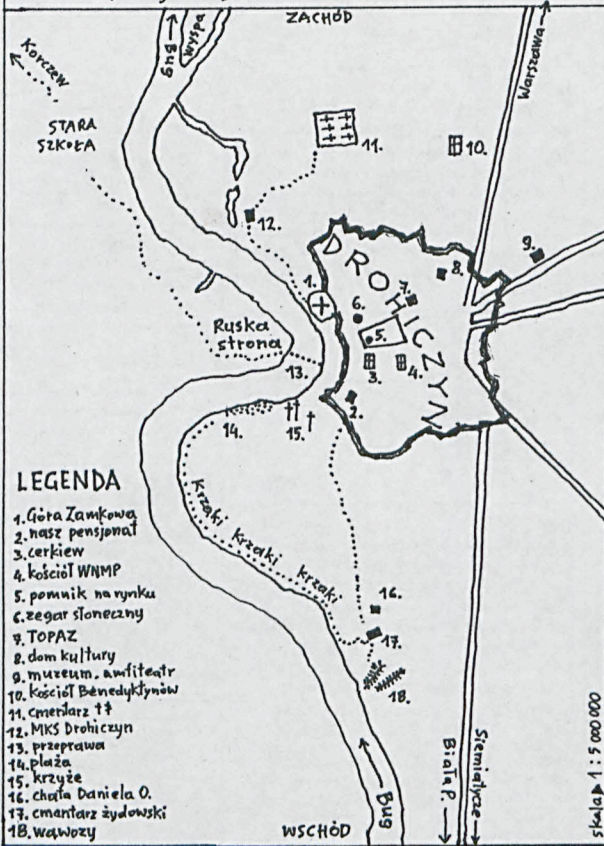 ZACHÓD
Bug
Wyspa
Warszawa
Korczew
STARA
SZKOŁA
11.
10.
12.
9.
DROHICZYN
8.
1.
7.
6.
5.
Ruska
strona
13.
3.
4.
2.
14.
15.
krzaki krzaki krzaki
16.
17.
18.
LEGENDA
1. Góra Zamkowa
2. nasz pensjonat
3. cerkiew
4. kościół WNMP
5. pomnik na rynku
6. zegar słoneczny
7. TOPAZ
8. dom kultury
9. muzeum, amfiteatr
10. kościół Benedyktynów
11. cmentarz ††
12. MKS Drohiczyn
13. przeprawa
14. plaża
15. krzyże
16. chata Daniela O.
17. cmantarz żydowski
18. wąwozy
Bug
Biała P.
Siemiatycze
skala 1 : 5 000 000
WSCHÓD